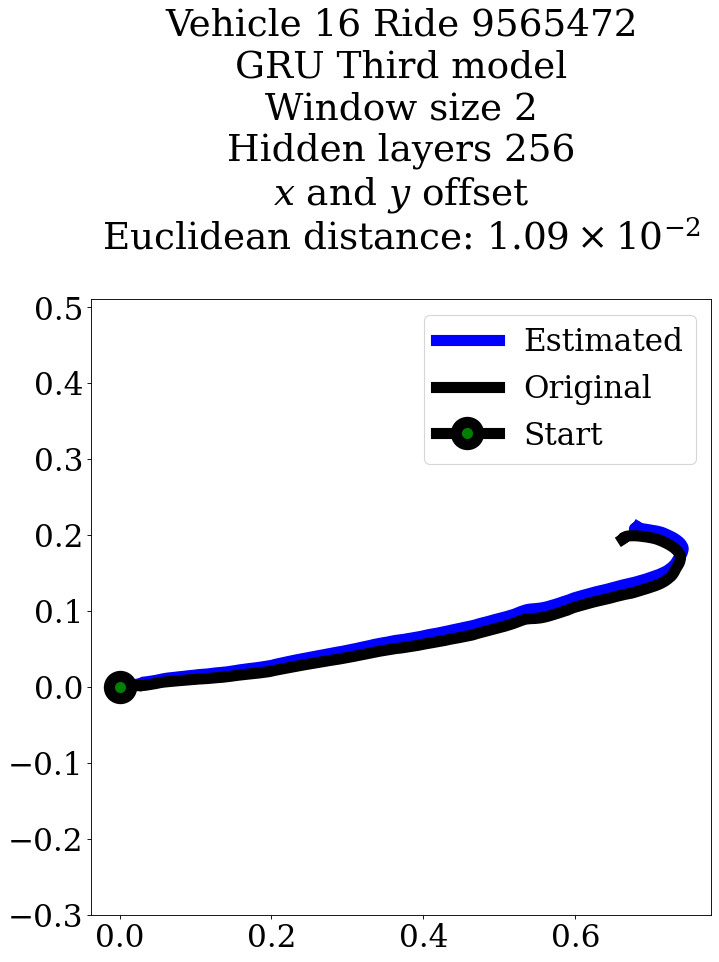 Vehicle 16 Ride 9565472
GRU Third model
Window size 2
Hidden layers 256
x and y offset
Euclidean distance: 1.09 × 10⁻²
0.5
Estimated
0.4
Original
0.3
Start
0.2
0.1
0.0
−0.1
−0.2
−0.3
0.0 0.2 0.4 0.6